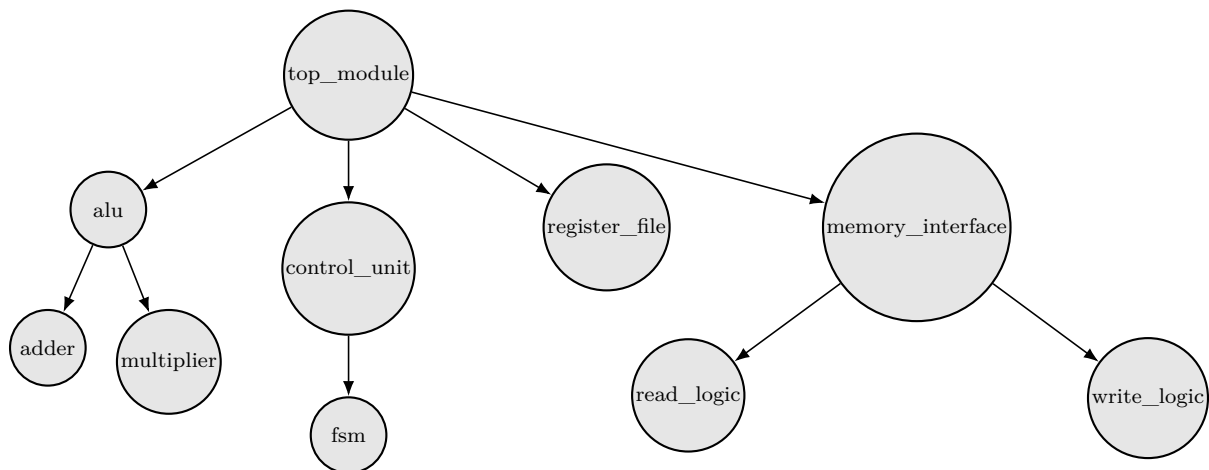 top_module
alu
control_unit
register_file
memory_interface
adder
multiplier
fsm
read_logic
write_logic